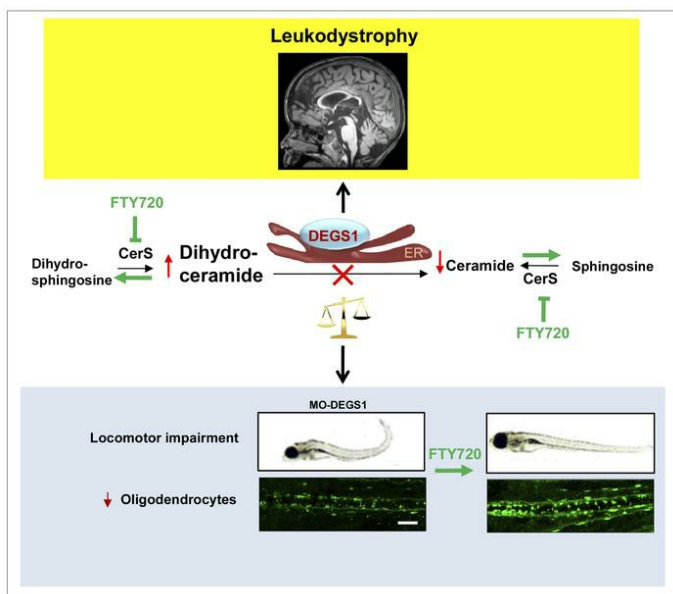 Leukodystrophy
FTY720
CerS
Dihydro-
sphingosine
Dihydro-
ceramide
DEGS1
ER
Ceramide
CerS
Sphingosine
FTY720
MO-DEGS1
Locomotor impairment
FTY720
Oligodendrocytes